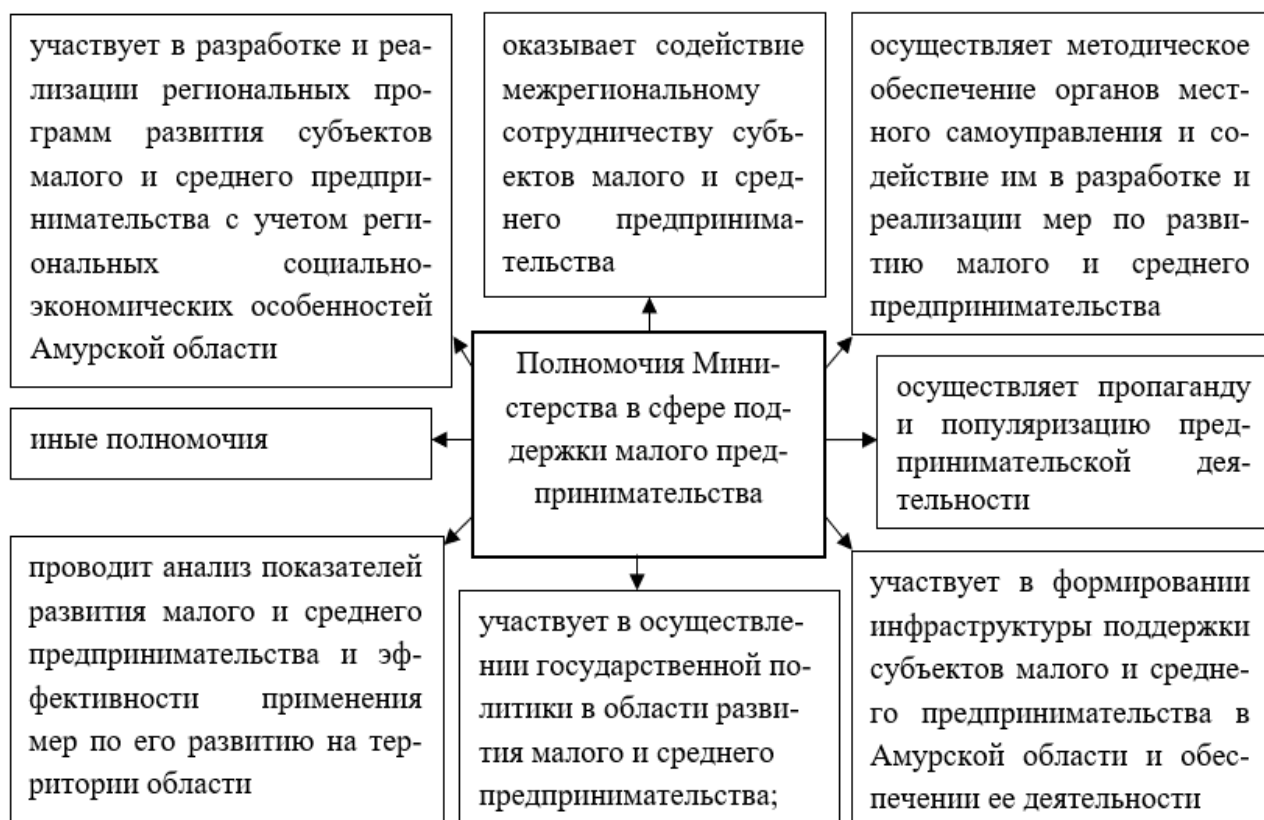 участвует в разработке и реа-
лизации региональных про-
грамм развития субъектов
малого и среднего предпри-
нимательства с учетом реги-
ональных социально-
экономических особенностей
Амурской области
оказывает содействие
межрегиональному
сотрудничеству субъ-
ектов малого и сред-
него предпринима-
тельства
осуществляет методическое
обеспечение органов мест-
ного самоуправления и со-
действие им в разработке и
реализации мер по разви-
тию малого и среднего
предпринимательства
Полномочия Мини-
стерства в сфере под-
держки малого пред-
принимательства
иные полномочия
осуществляет пропаганду
и популяризацию пред-
принимательской дея-
тельности
проводит анализ показателей
развития малого и среднего
предпринимательства и эф-
фективности применения
мер по его развитию на тер-
ритории области
участвует в осуществле-
нии государственной по-
литики в области разви-
тия малого и среднего
предпринимательства;
участвует в формировании
инфраструктуры поддержки
субъектов малого и средне-
го предпринимательства в
Амурской области и обес-
печении ее деятельности